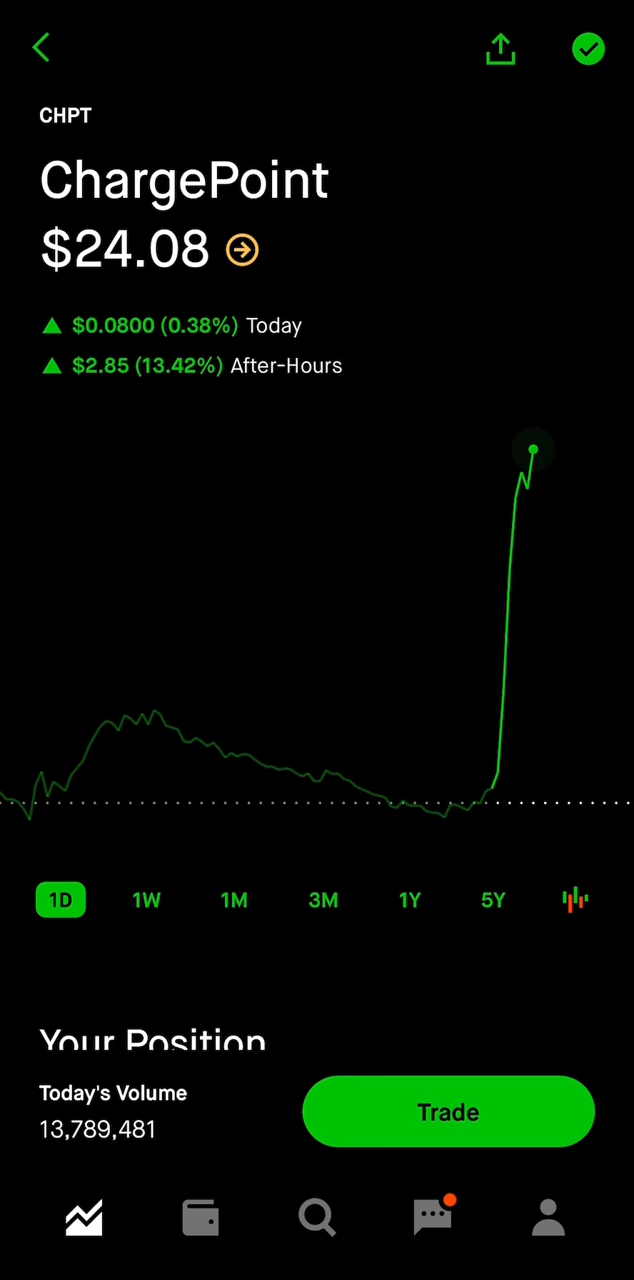 CHPT
ChargePoint
$24.08
$0.0800 (0.38%) Today
$2.85 (13.42%) After-Hours
1D 1W 1M 3M 1Y 5Y
Your Position
Today's Volume
13,789,481
Trade